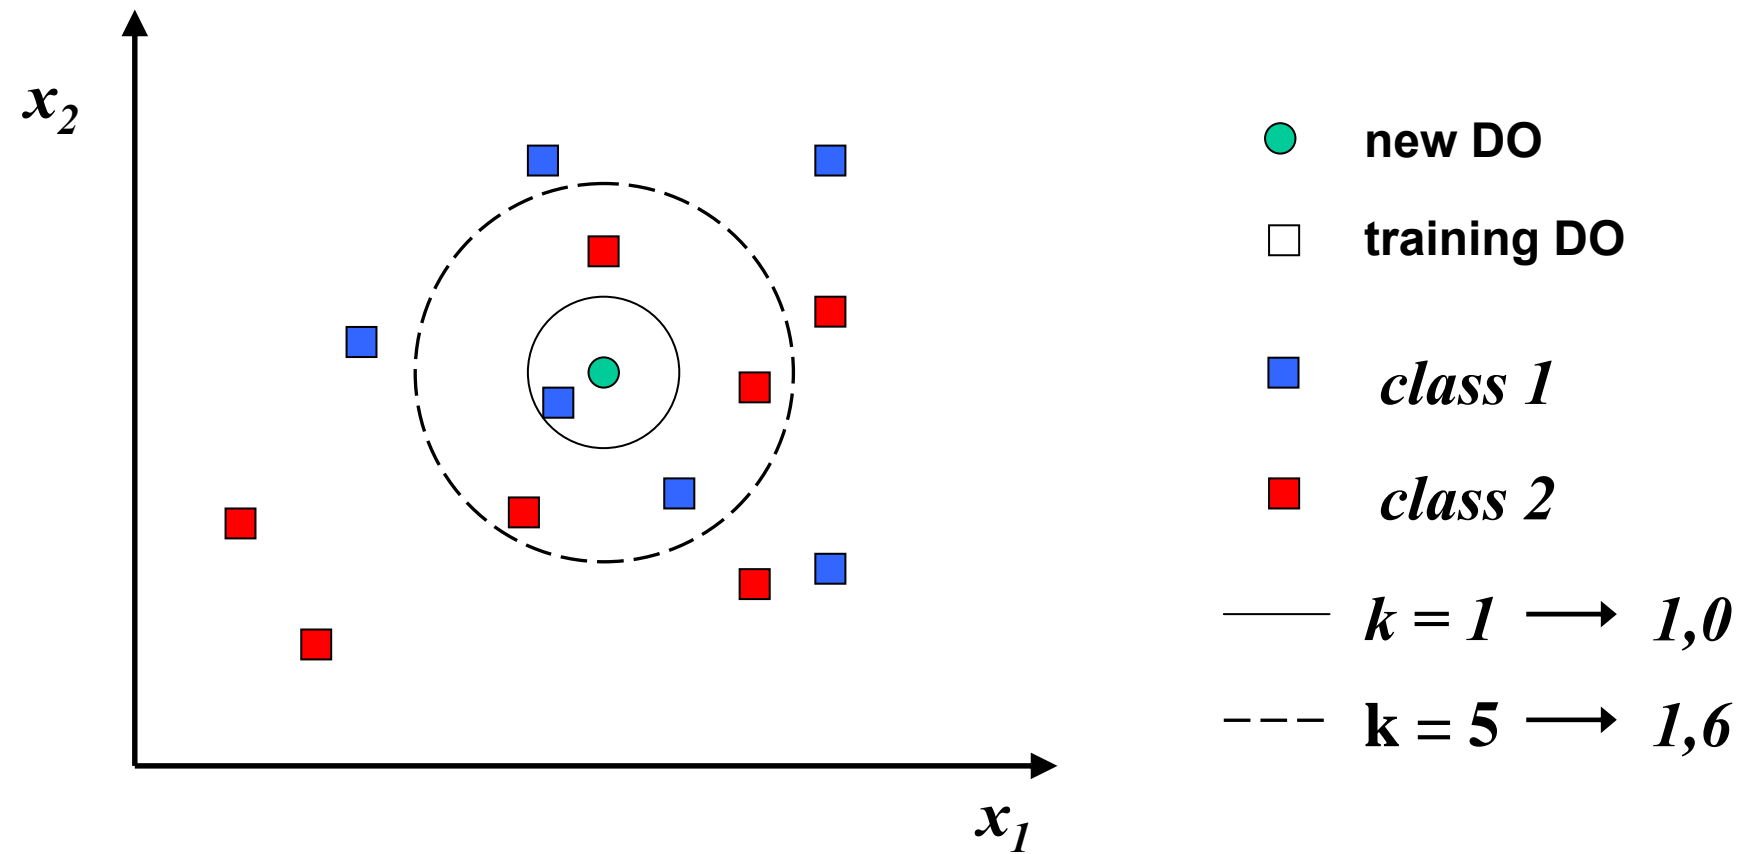 x2
new DO
training DO
class 1
class 2
k = 1 → 1,0
k = 5 → 1,6
x1